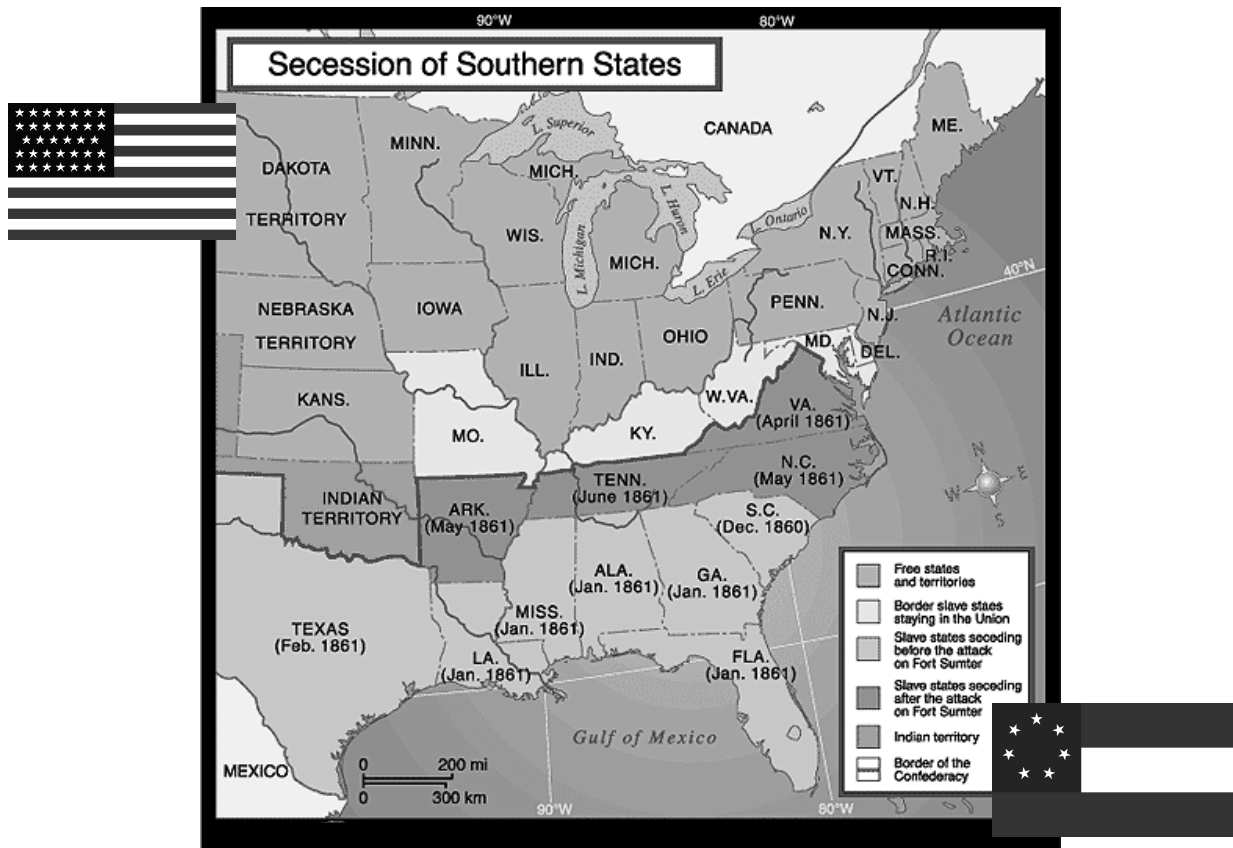 90°W
80°W
Secession of Southern States
CANADA
ME.
MINN.
L. Superior
DAKOTA
TERRITORY
MICH.
VT.
N.H.
L. Huron
Ontario
MASS.
N.Y.
WIS.
L. Michigan
MICH.
R.I.
CONN.
L. Erie
40°N
NEBRASKA
TERRITORY
IOWA
PENN.
N.J.
Atlantic
Ocean
OHIO
MD.
DEL.
IND.
ILL.
KANS.
W.VA.
VA.
(April 1861)
MO.
KY.
N.C.
(May 1861)
TENN.
(June 1861)
N
E
W
S
INDIAN
TERRITORY
ARK.
(May 1861)
S.C.
(Dec. 1860)
ALA.
(Jan. 1861)
GA.
(Jan. 1861)
MISS.
(Jan. 1861)
TEXAS
(Feb. 1861)
LA.
(Jan. 1861)
FLA.
(Jan. 1861)
Gulf of Mexico
MEXICO
0 200 mi
0 300 km
90°W
80°W
Free states
and territories
Border slave staes
staying in the Union
Slave states seceding
before the attack
on Fort Sumter
Slave states seceding
after the attack
on Fort Sumter
Indian territory
Border of the
Confederacy